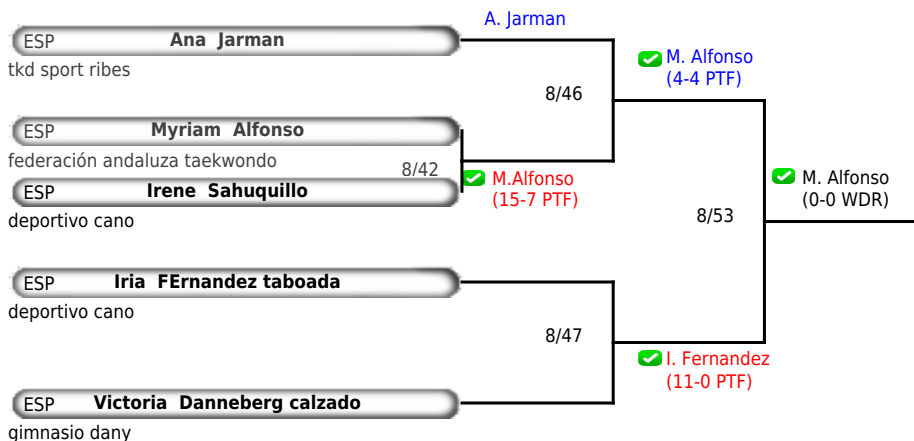 A. Jarman
ESP Ana Jarman
tkd sport ribes
M. Alfonso
(4-4 PTF)
8/46
ESP Myriam Alfonso
federación andaluza taekwondo
8/42
M.Alfonso
(15-7 PTF)
M. Alfonso
(0-0 WDR)
ESP Irene Sahuquillo
deportivo cano
8/53
ESP Iria FErnandez taboada
deportivo cano
8/47
I. Fernandez
(11-0 PTF)
ESP Victoria Danneberg calzado
gimnasio dany